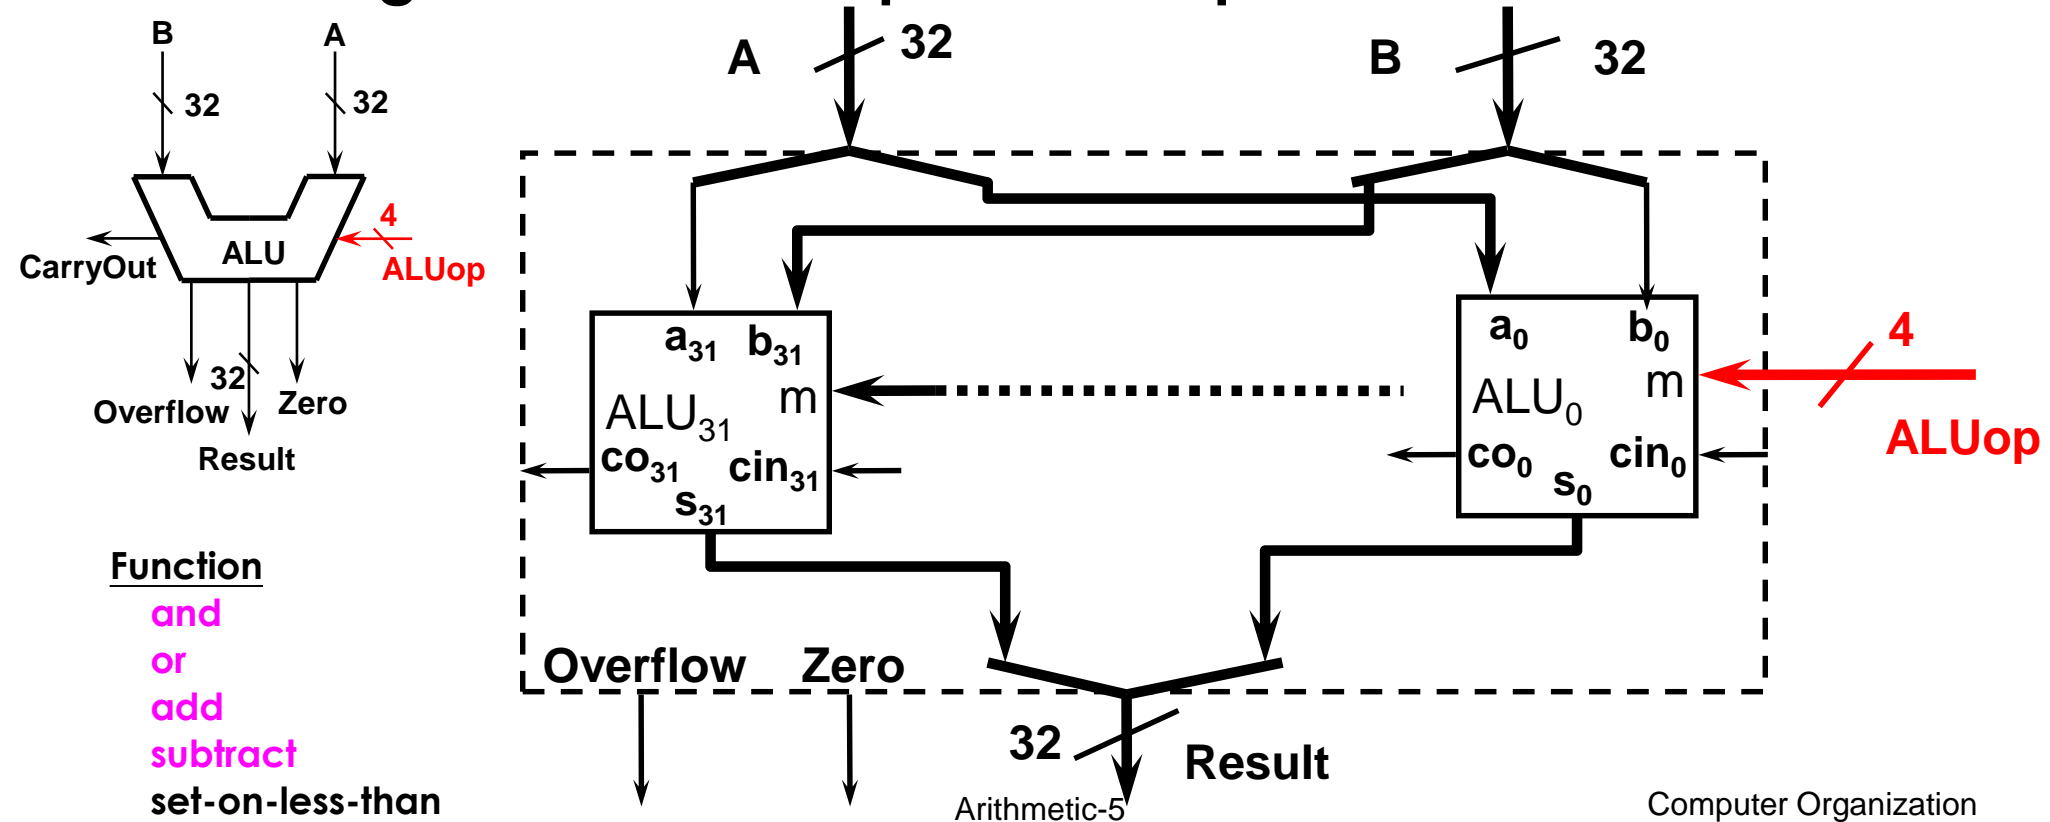 B
A
32
32
4
ALU
CarryOut
ALUop
32
Overflow
Zero
Result
Function
and
or
add
subtract
set-on-less-than
A
32
B
32
a31 b31
m
ALU31
co31 cin31
s31
a0 b0
m
ALU0
co0 cin0
s0
4
ALUop
Overflow Zero
32
Result
Arithmetic-5
Computer Organization